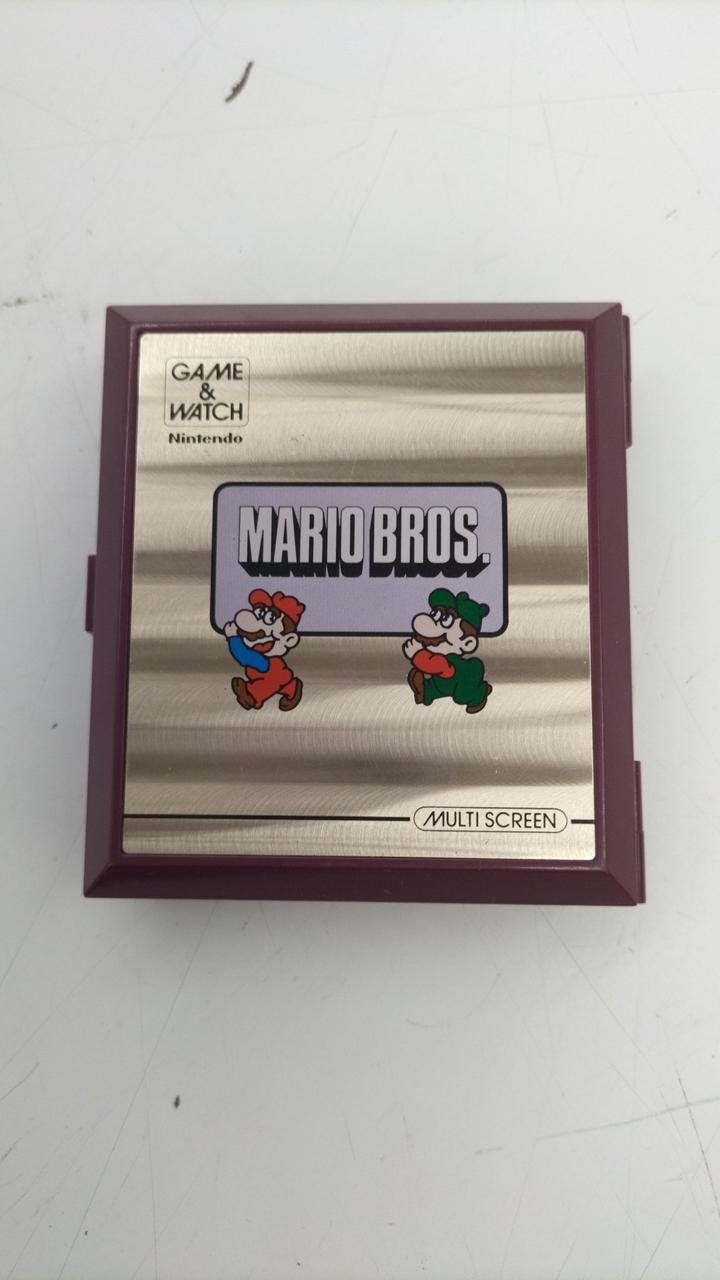 GAME
&
WATCH
Nintendo
MARIO BROS.
MULTI SCREEN